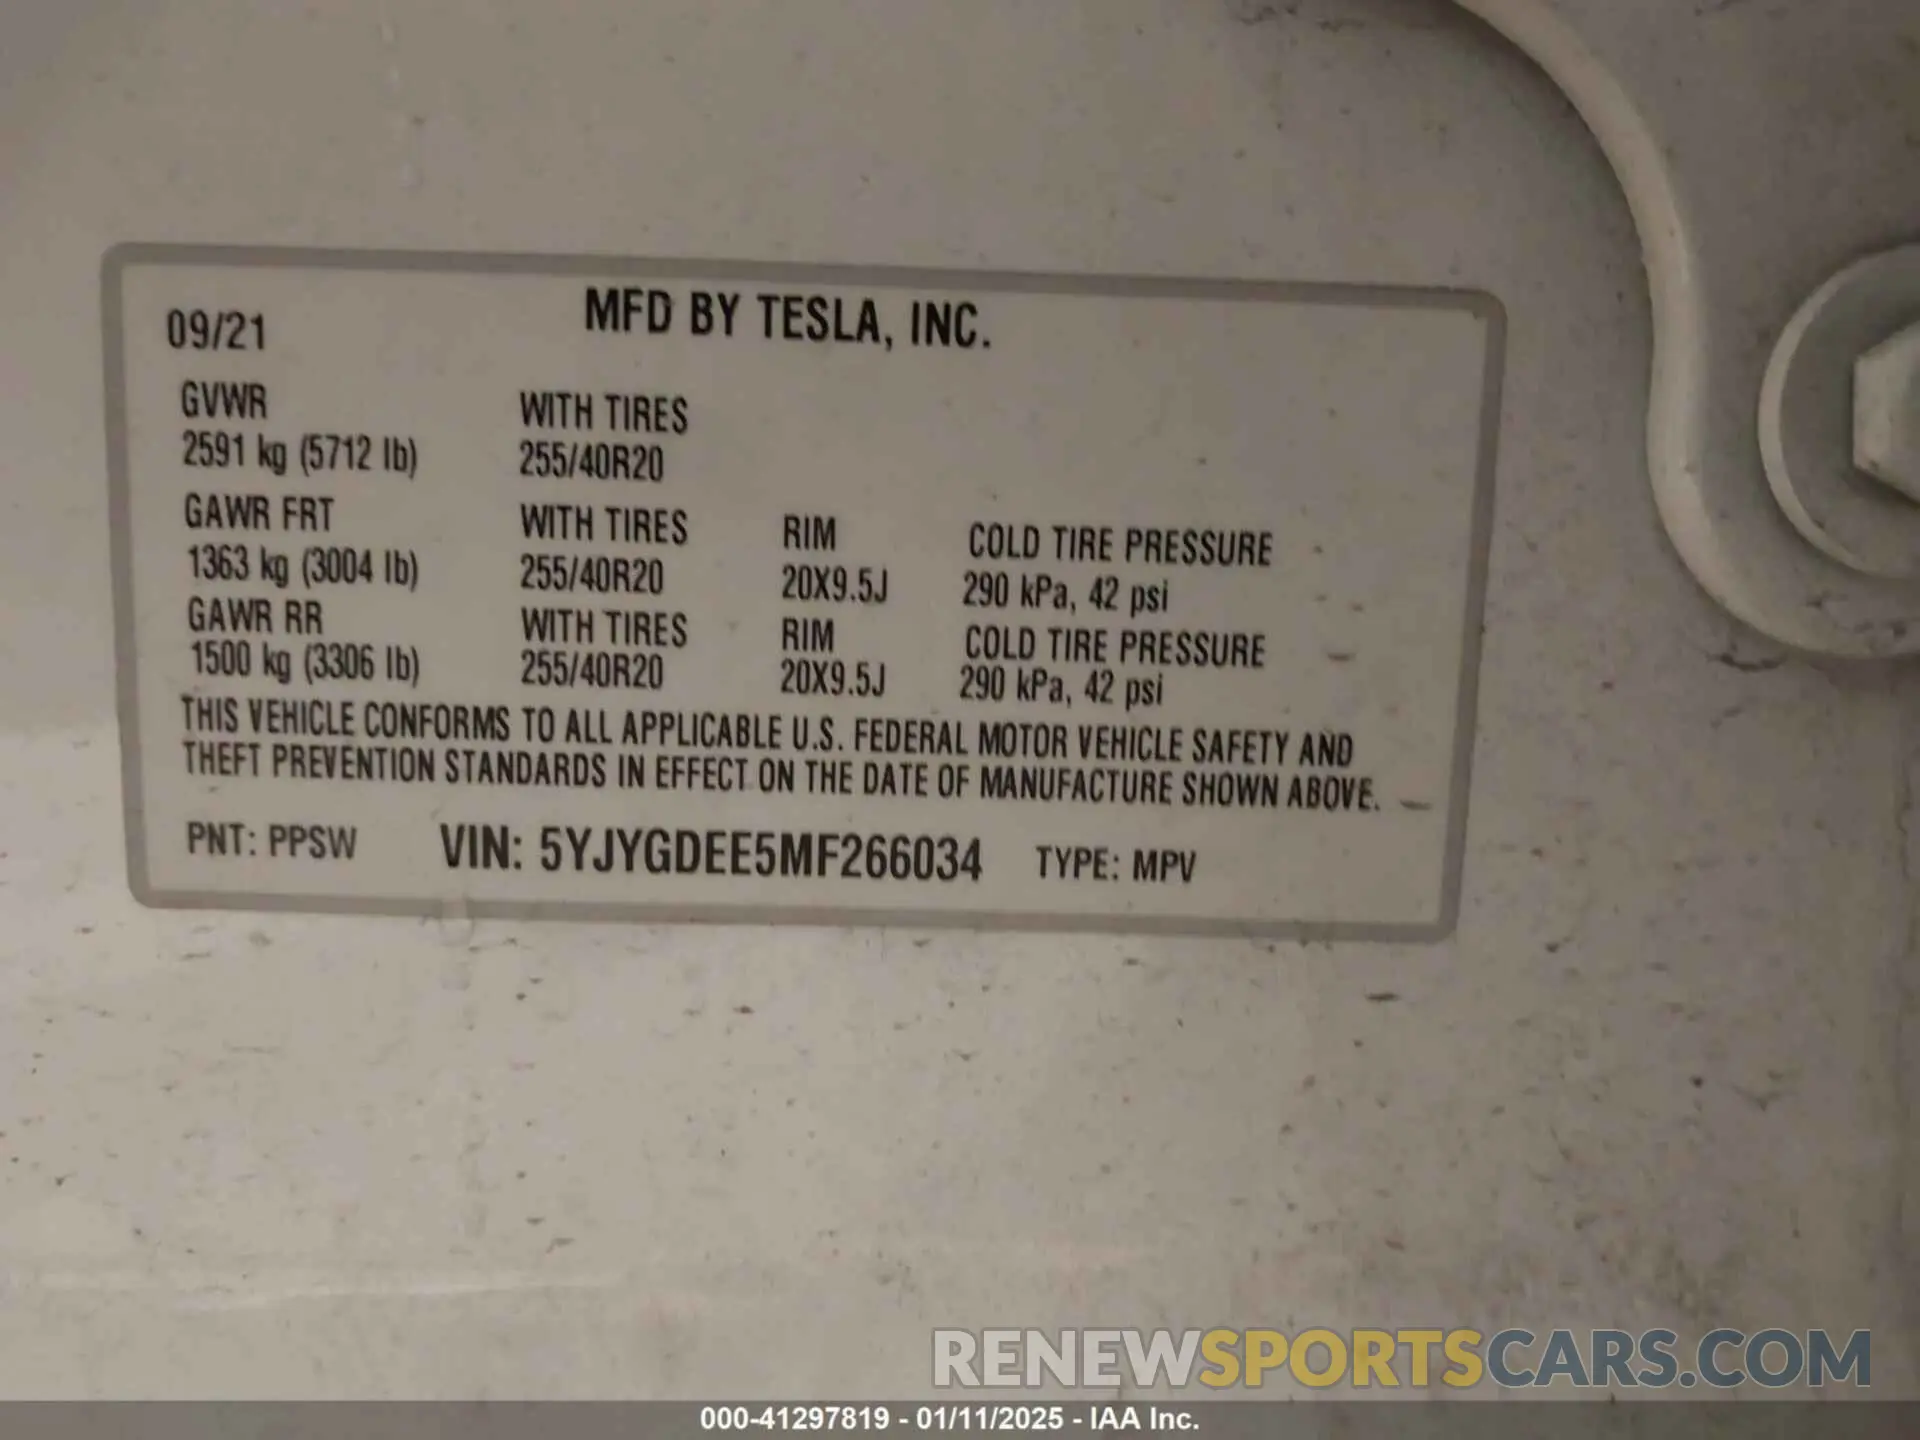 09/21
MFD BY TESLA, INC.
GVWR
WITH TIRES
2591 kg (5712 lb)
255/40R20
GAWR FRT
WITH TIRES
RIM
COLD TIRE PRESSURE
1363 kg (3004 lb)
255/40R20
20X9.5J
290 kPa, 42 psi
GAWR RR
WITH TIRES
RIM
COLD TIRE PRESSURE
1500 kg (3306 lb)
255/40R20
20X9.5J
290 kPa, 42 psi
THIS VEHICLE CONFORMS TO ALL APPLICABLE U.S. FEDERAL MOTOR VEHICLE SAFETY AND
THEFT PREVENTION STANDARDS IN EFFECT ON THE DATE OF MANUFACTURE SHOWN ABOVE.
PNT: PPSW
VIN: 5YJYGDEE5MF266034
TYPE: MPV
RENEWSPORTSCARS.COM
000-41297819 - 01/11/2025 - IAA Inc.